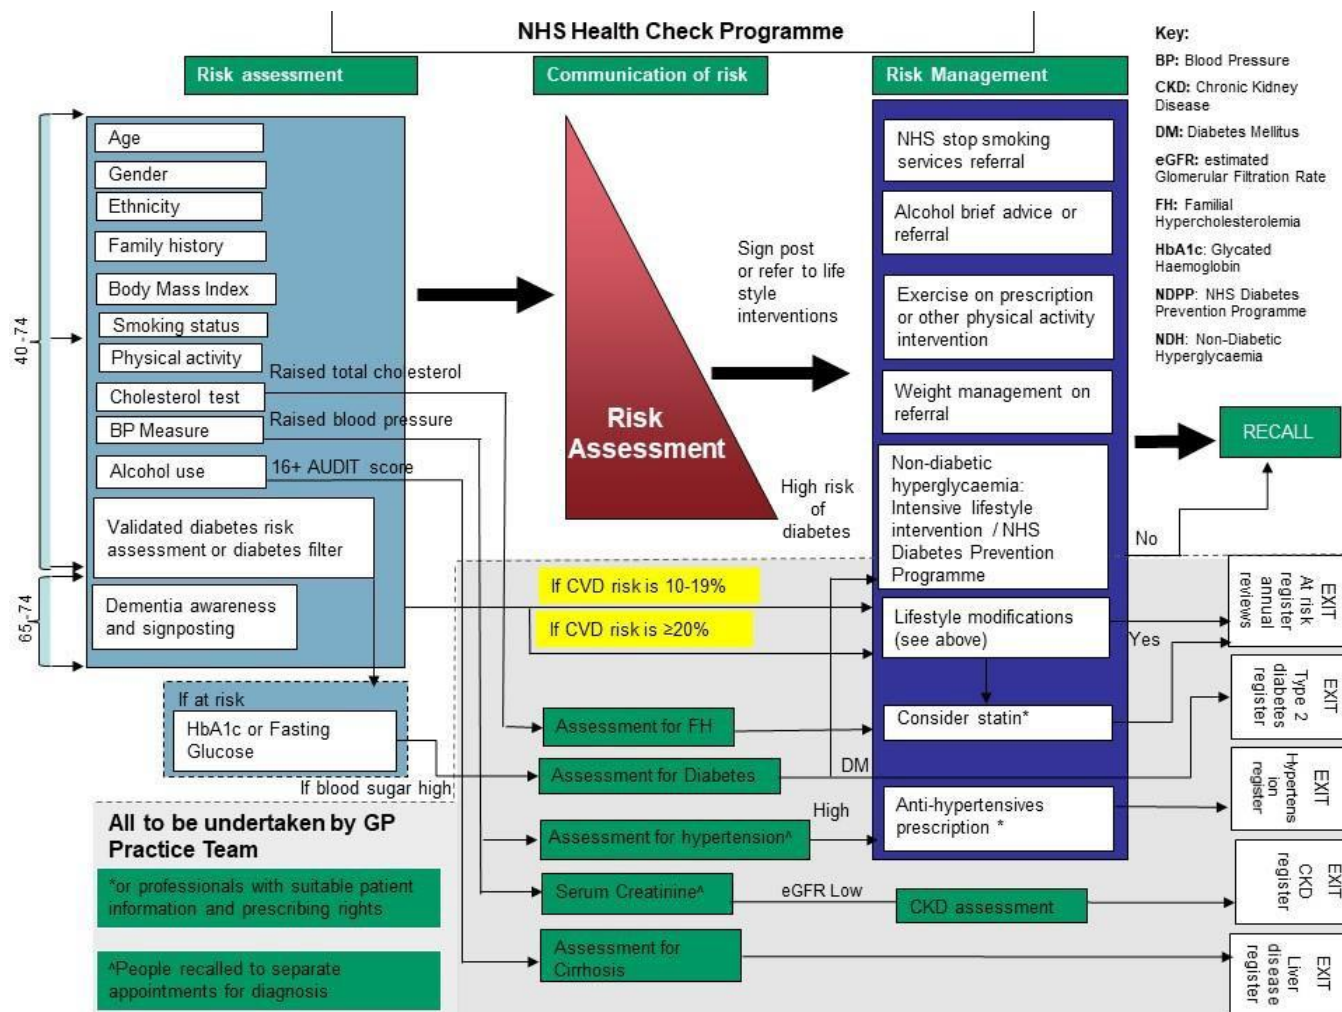 NHS Health Check Programme
Risk assessment
Communication of risk
Risk Management
Key:
BP: Blood Pressure
CKD: Chronic Kidney
Disease
DM: Diabetes Mellitus
eGFR: estimated
Glomerular Filtration Rate
FH: Familial
Hypercholesterolemia
HbA1c: Glycated
Haemoglobin
NDPP: NHS Diabetes
Prevention Programme
NDH: Non-Diabetic
Hyperglycaemia
40-74
65-74
Age
Gender
Ethnicity
Family history
Body Mass Index
Smoking status
Physical activity
Cholesterol test
BP Measure
Alcohol use
Validated diabetes risk
assessment or diabetes filter
Dementia awareness
and signposting
Raised total cholesterol
Raised blood pressure
16+ AUDIT score
If at risk
HbA1c or Fasting
Glucose
If blood sugar high
Risk
Assessment
Sign post
or refer to life
style
interventions
High risk
of
diabetes
NHS stop smoking
services referral
Alcohol brief advice or
referral
Exercise on prescription
or other physical activity
intervention
Weight management on
referral
Non-diabetic
hyperglycaemia:
Intensive lifestyle
intervention / NHS
Diabetes Prevention
Programme
Lifestyle modifications
(see above)
Consider statin*
Anti-hypertensives
prescription *
RECALL
No
Yes
If CVD risk is 10-19%
If CVD risk is ≥20%
Assessment for FH
Assessment for Diabetes
DM
Assessment for hypertension^
High
Serum Creatinine^
eGFR Low
CKD assessment
Assessment for
Cirrhosis
EXIT
At risk
register
annual
reviews
EXIT
Type 2
diabetes
register
EXIT
Hypertens
ion
register
EXIT
CKD
register
EXIT
Liver
disease
register
All to be undertaken by GP
Practice Team
*or professionals with suitable patient
information and prescribing rights
^People recalled to separate
appointments for diagnosis